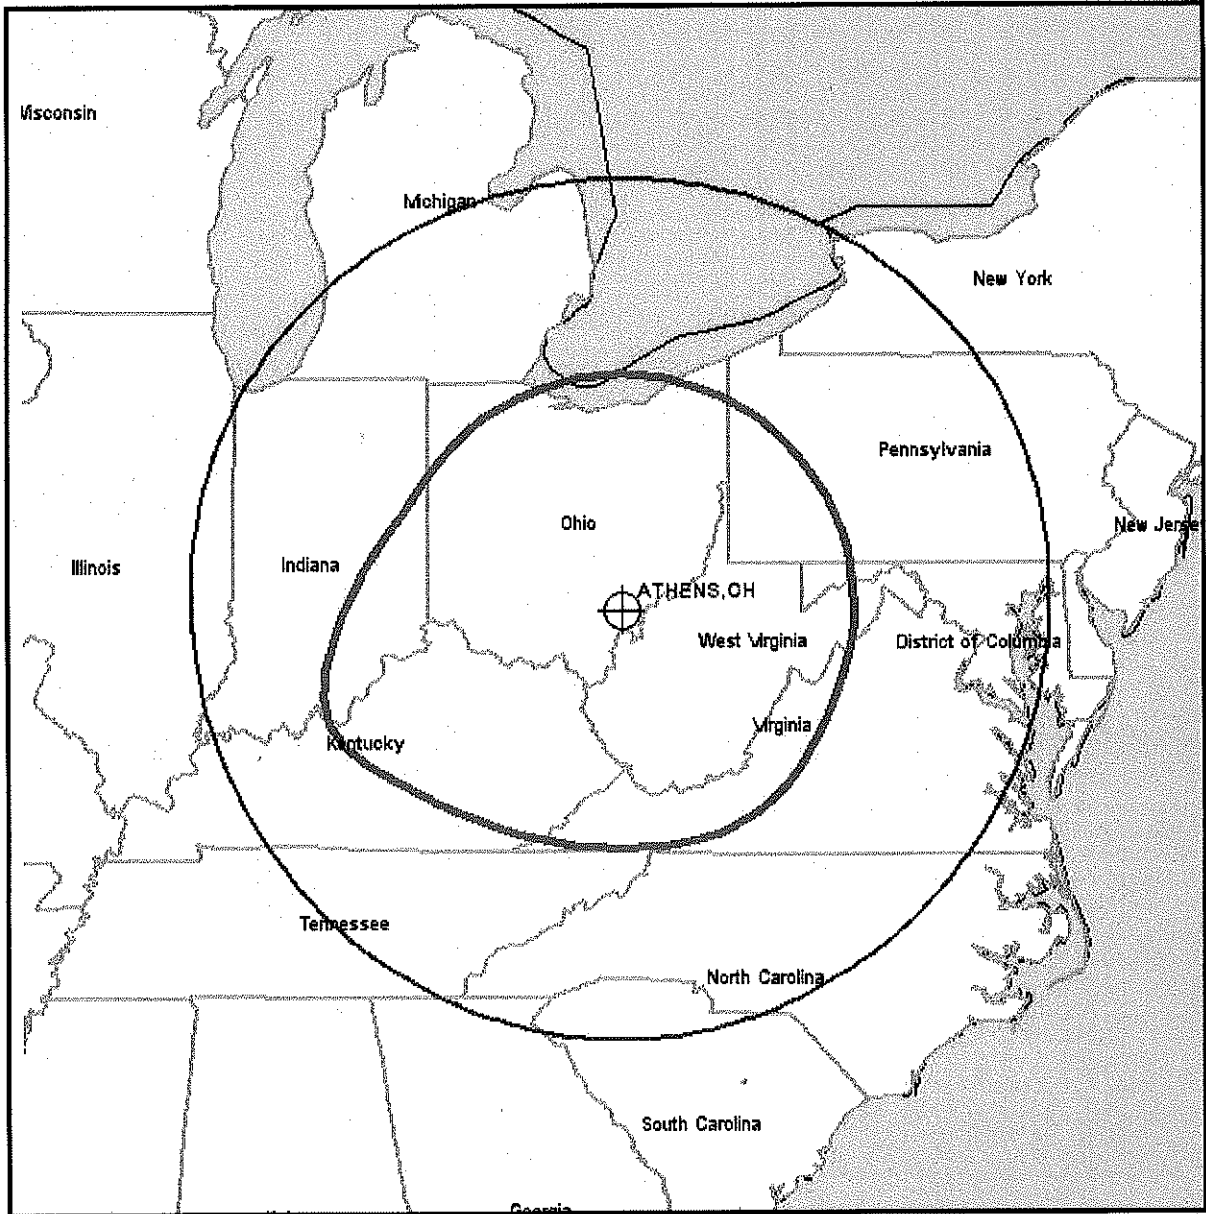 Wisconsin
Michigan
New York
Pennsylvania
Ohio
New Jerse
Illinois
Indiana
ATHENS,OH
West Virginia
District of Columbia
Virginia
Kentucky
Tennessee
North Carolina
South Carolina
Georgia